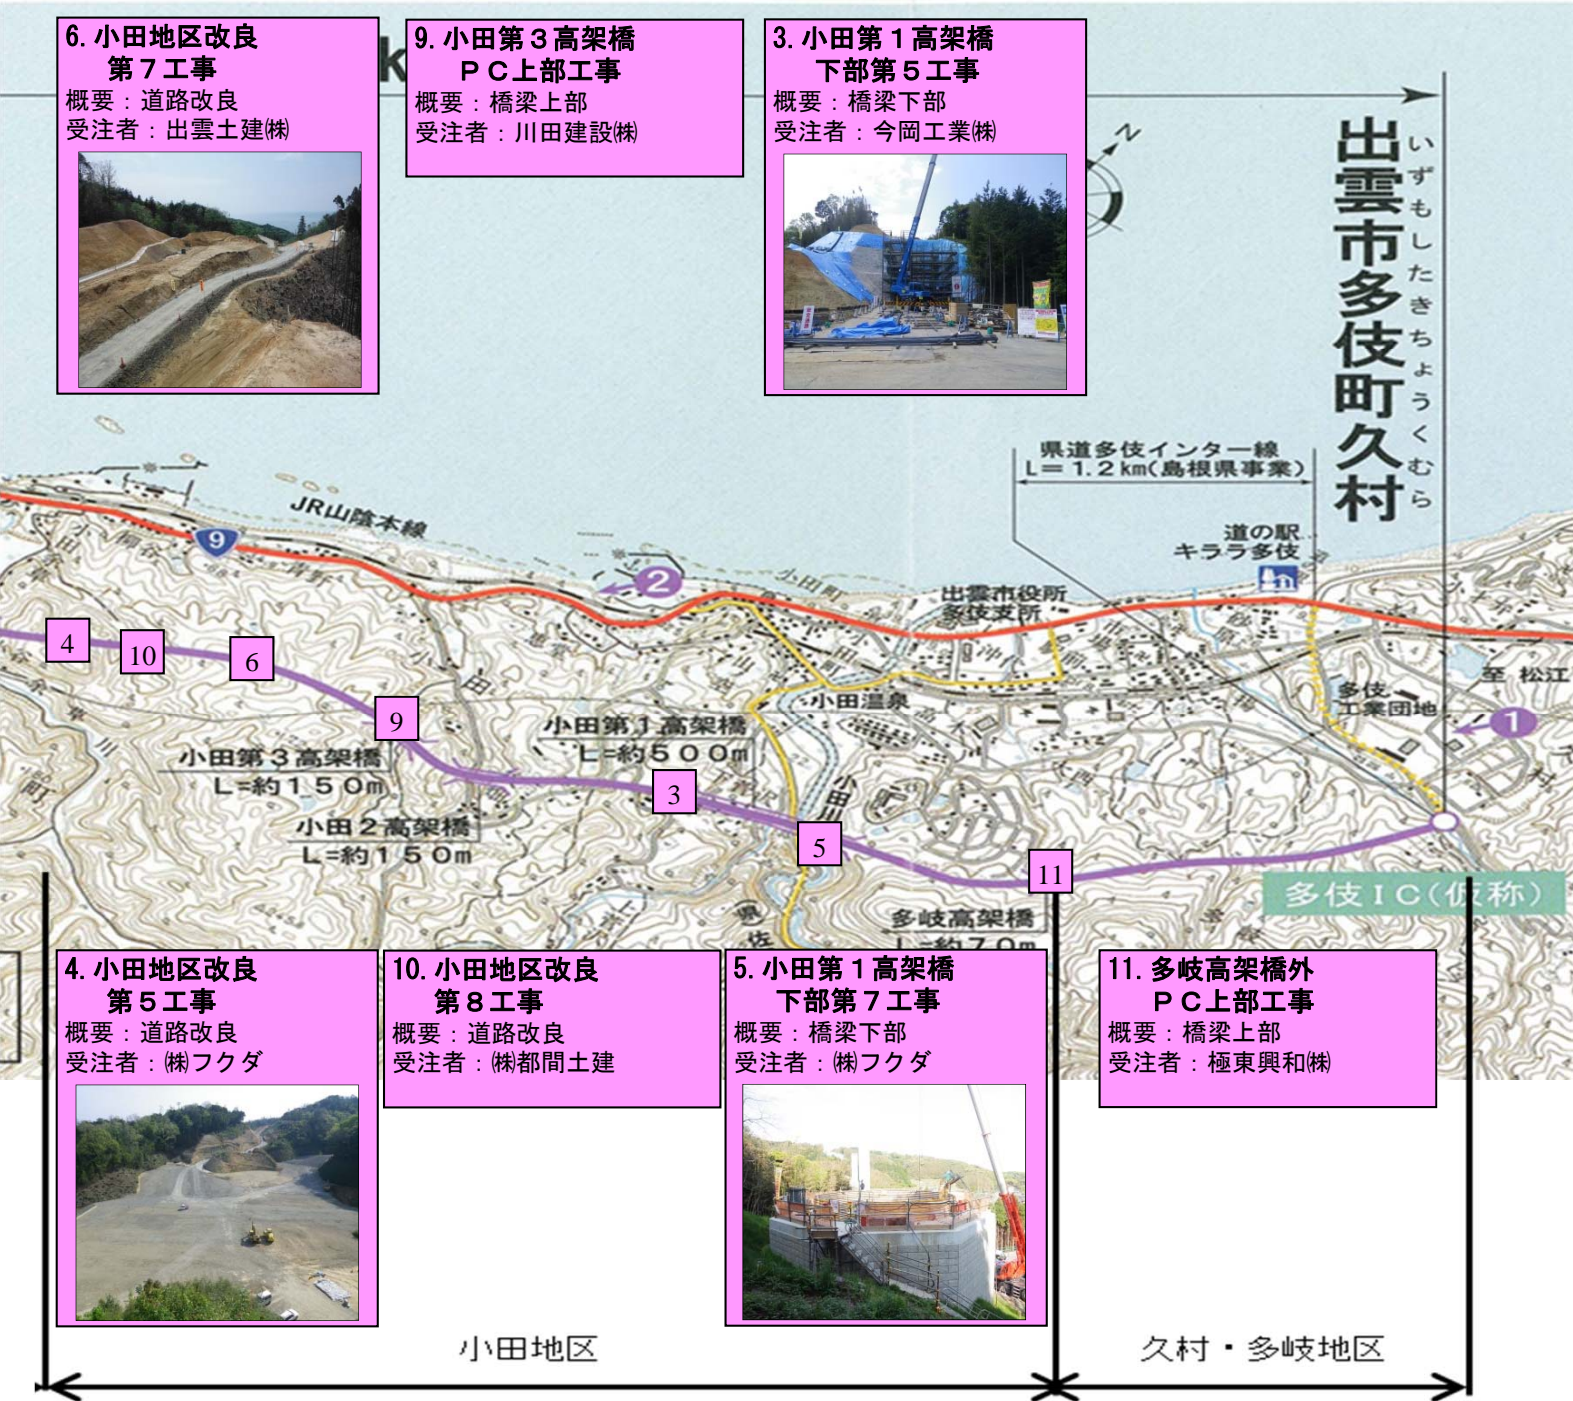 6. 小田地区改良
第７工事
概要：道路改良
受注者：出雲土建㈱
9. 小田第３高架橋
ＰＣ上部工事
概要：橋梁上部
受注者：川田建設㈱
3. 小田第１高架橋
下部第５工事
概要：橋梁下部
受注者：今岡工業㈱
k
N
出雲市多伎町久村
いずもしたきちょうくむら
県道多伎インター線
L＝1.2km(島根県事業)
道の駅
キララ多伎
JR山陰本線
9
2
小田町
出雲市役所
多伎支所
至 松江
多伎
工業団地
1
小田温泉
4
10
6
9
3
5
11
小田第１高架橋
L=約５００m
小田第３高架橋
L=約１５０m
小田２高架橋
L=約１５０m
小田川
多岐高架橋
L=約７０m
多伎ＩＣ(仮称)
4. 小田地区改良
第５工事
概要：道路改良
受注者：㈱フクダ
10. 小田地区改良
第８工事
概要：道路改良
受注者：㈱都間土建
5. 小田第１高架橋
下部第７工事
概要：橋梁下部
受注者：㈱フクダ
11. 多岐高架橋外
ＰＣ上部工事
概要：橋梁上部
受注者：極東興和㈱
小田地区
久村・多岐地区